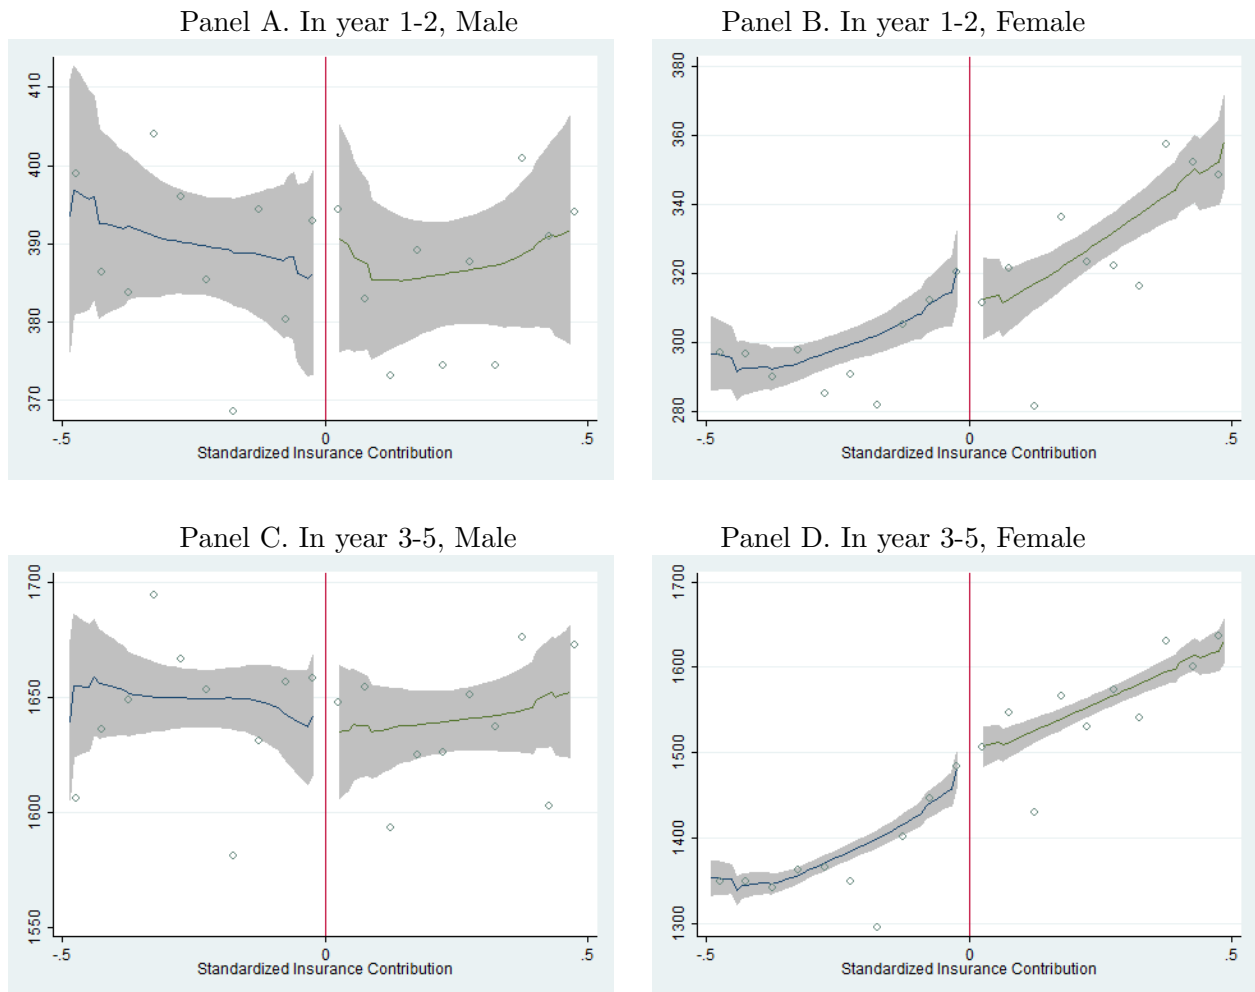 Panel A. In year 1-2, Male
410
400
390
380
370
-.5 0 .5
Standardized Insurance Contribution
Panel B. In year 1-2, Female
380
360
340
320
300
280
-.5 0 .5
Standardized Insurance Contribution
Panel C. In year 3-5, Male
1700
1650
1600
1550
-.5 0 .5
Standardized Insurance Contribution
Panel D. In year 3-5, Female
1700
1600
1500
1400
1300
-.5 0 .5
Standardized Insurance Contribution